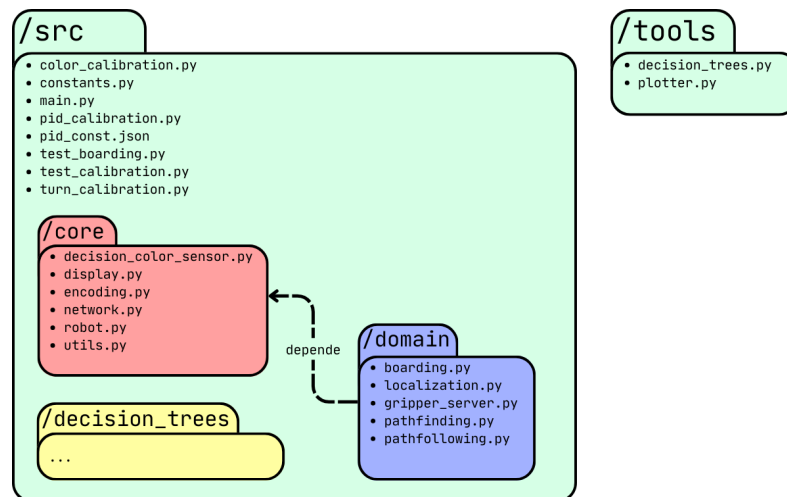 /src
color_calibration.py
constants.py
main.py
pid_calibration.py
pid_const.json
test_boarding.py
test_calibration.py
turn_calibration.py
/core
decision_color_sensor.py
display.py
encoding.py
network.py
robot.py
utils.py
depende
/domain
boarding.py
localization.py
gripper_server.py
pathfinding.py
pathfollowing.py
/decision_trees
...
/tools
decision_trees.py
plotter.py